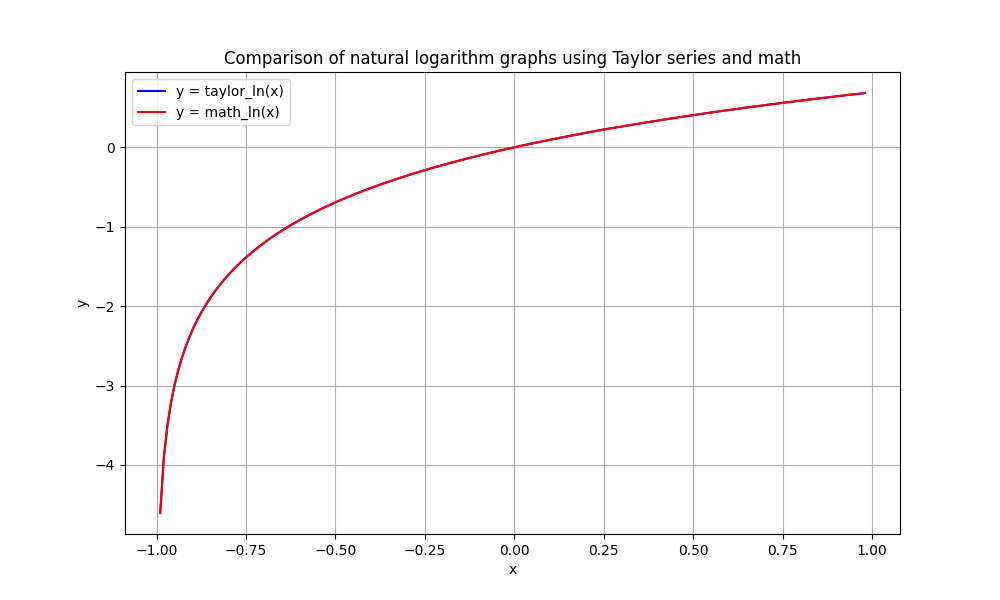 Comparison of natural logarithm graphs using Taylor series and math
y = taylor_ln(x)
y = math_ln(x)
0
−1
−2
−3
−4
y
−1.00 −0.75 −0.50 −0.25 0.00 0.25 0.50 0.75 1.00
x